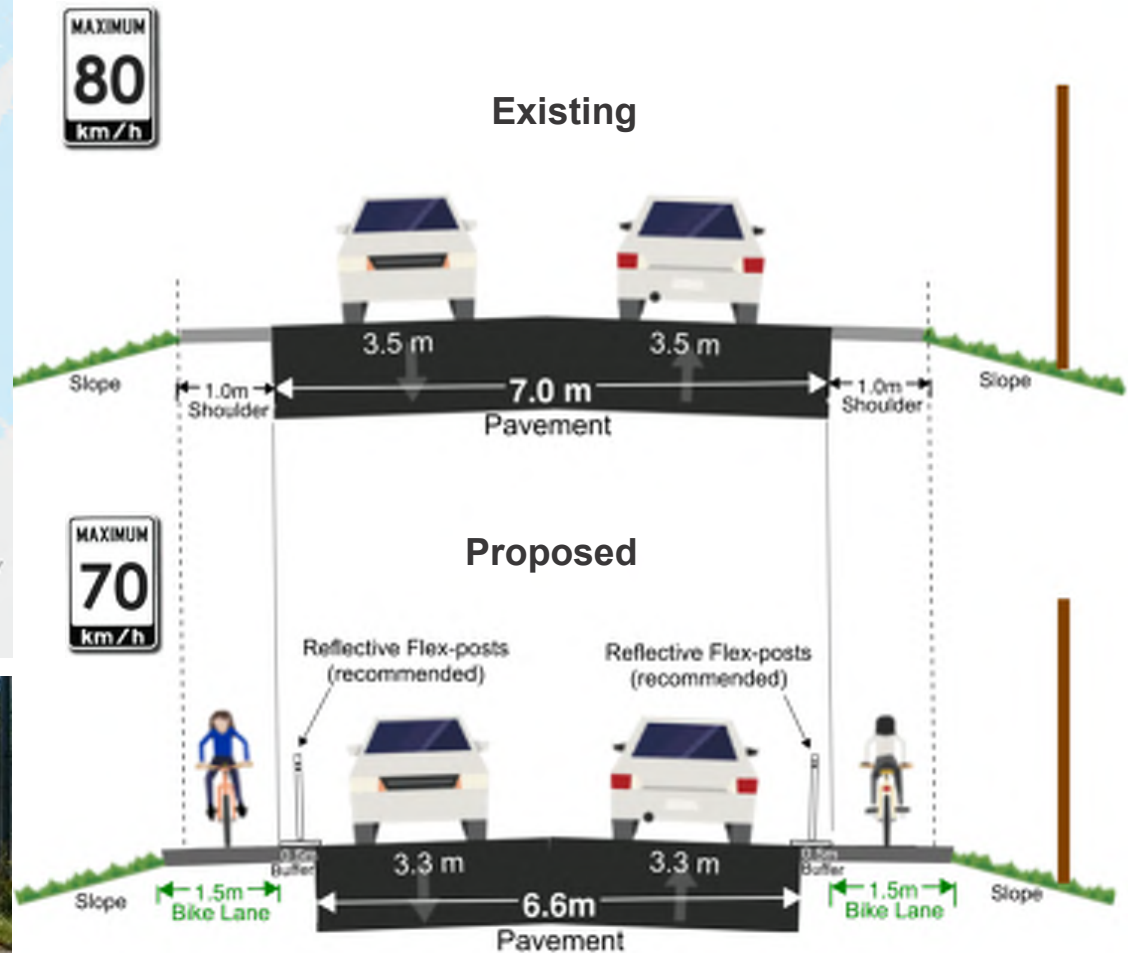 MAXIMUM
80
km/h
Existing
3.5 m
3.5 m
Slope
1.0m
Shoulder
7.0 m
Pavement
1.0m
Shoulder
Slope
MAXIMUM
70
km/h
Proposed
Reflective Flex-posts
(recommended)
Reflective Flex-posts
(recommended)
0.5m
Buffer
3.3 m
3.3 m
0.5m
Buffer
Slope
1.5m
Bike Lane
6.6m
Pavement
1.5m
Bike Lane
Slope